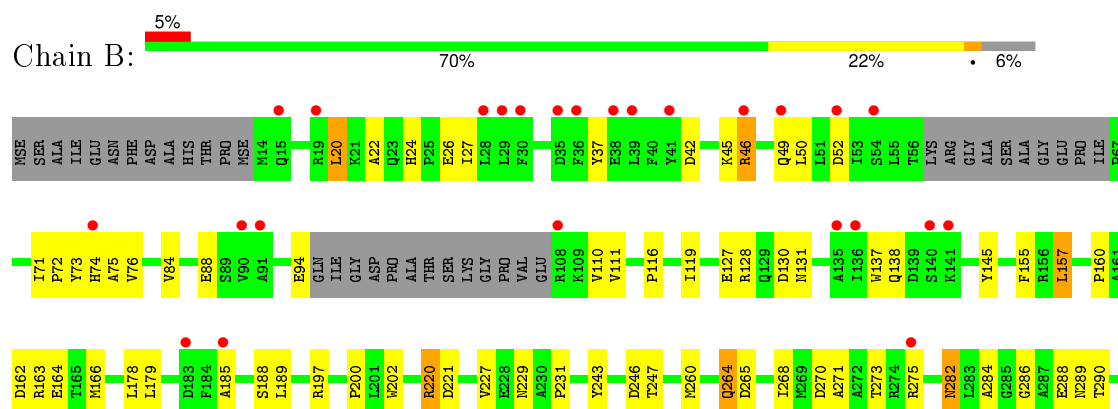 5%
Chain B:
70% 22% • 6%
MSE SER ALA ILE GLU ASN PHE ASP ALA HIS THR PRO MSE M14 Q15 R19 L20 K21 A22 Q23 H24 P25 E26 I27 L28 L29 F30 D35 F36 Y37 E38 L39 F40 Y41 D42 K45 R46 Q49 L50 L51 D52 I53 S54 L55 T56 LYS ARG GLY ALA SER ALA GLY GLU PRO ILE
I71 P72 Y73 H74 A75 V76 V84 E88 S89 V90 A91 E94 GLN ILE GLY ASP PRO ALA THR SER LYS GLY PRO VAL GLU R108 K109 V110 V111 P116 I119 E127 R128 Q129 D130 N131 A135 I136 W137 Q138 D139 S140 K141 Y145 F155 R156 L157 P160 A161
D162 R163 E164 T165 M166 L178 L179 D183 F184 A185 S188 L189 R197 P200 L201 W202 R220 D221 V227 E228 N229 A230 P231 Y243 D246 T247 M260 Q264 D265 I268 M269 D270 A271 A272 T273 R274 R275 N282 L283 A284 G285 G286 A287 E288 N289 T290